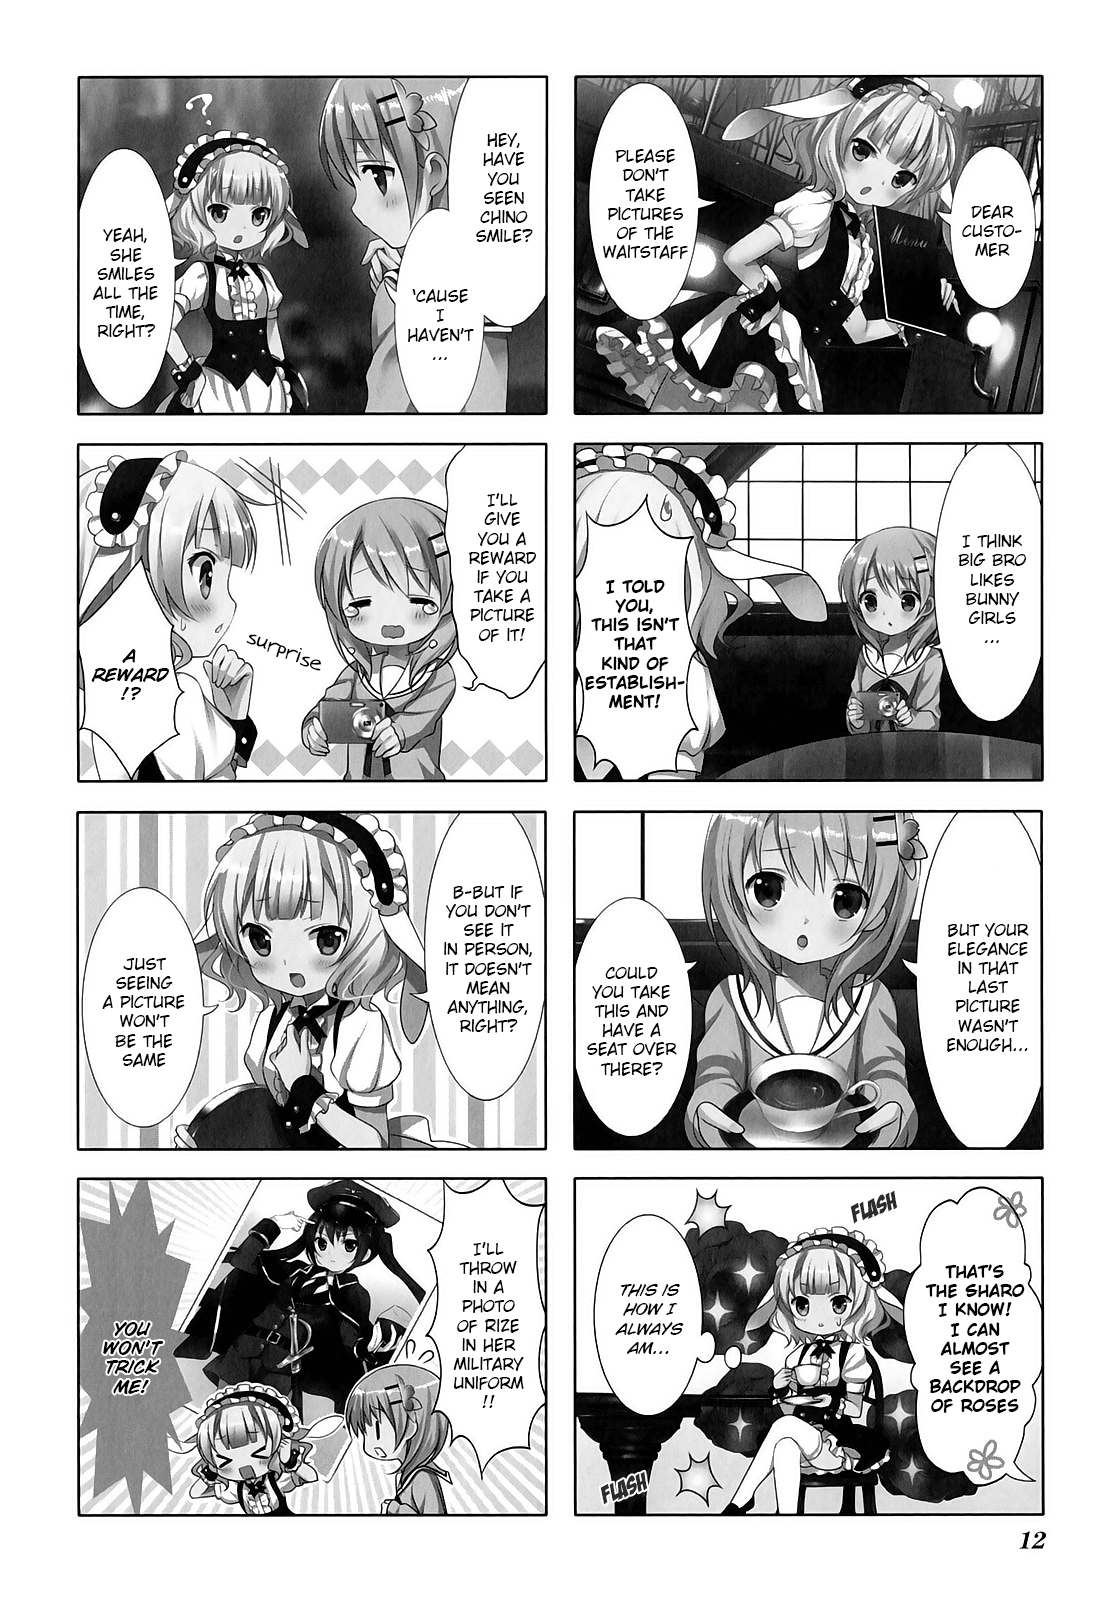 DEAR
CUSTO-
MER
Menu
PLEASE
DON'T
TAKE
PICTURES
OF THE
WAITSTAFF
I THINK
BIG BRO
LIKES
BUNNY
GIRLS
...
I TOLD
YOU,
THIS ISN'T
THAT
KIND OF
ESTABLISH-
MENT!
BUT YOUR
ELEGANCE
IN THAT
LAST
PICTURE
WASN'T
ENOUGH...
COULD
YOU TAKE
THIS AND
HAVE A
SEAT OVER
THERE?
THAT'S
THE SHARO
I KNOW!
I CAN
ALMOST
SEE A
BACKDROP
OF ROSES
FLASH
THIS IS
HOW I
ALWAYS
AM...
FLASH
HEY,
HAVE
YOU
SEEN
CHINO
SMILE?
'CAUSE
I
HAVEN'T
...
?
YEAH,
SHE
SMILES
ALL THE
TIME,
RIGHT?
I'LL
GIVE
YOU A
REWARD
IF YOU
TAKE A
PICTURE
OF IT!
surprise
A
REWARD
!?
B-BUT IF
YOU DON'T
SEE IT
IN PERSON,
IT DOESN'T
MEAN
ANYTHING,
RIGHT?
JUST
SEEING
A PICTURE
WON'T
BE THE
SAME
I'LL
THROW
IN A
PHOTO
OF RIZE
IN HER
MILITARY
UNIFORM
!!
YOU
WON'T
TRICK
ME!
12